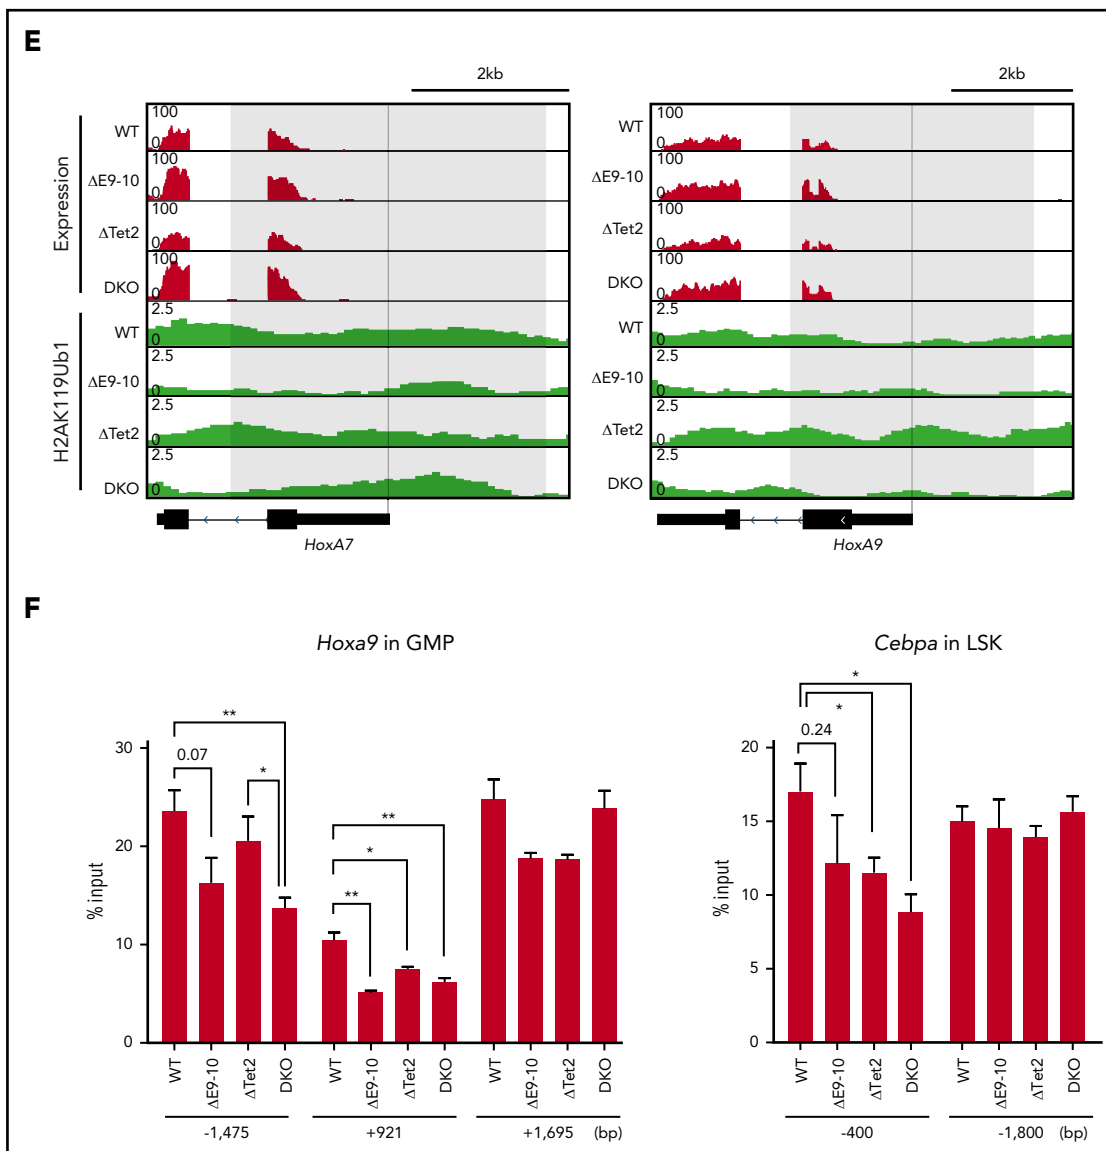 E
2kb
2kb
Expression
WT
100
0
ΔE9-10
100
0
ΔTet2
100
0
DKO
100
0
H2AK119Ub1
WT
2.5
0
ΔE9-10
2.5
0
ΔTet2
2.5
0
DKO
2.5
0
HoxA7
WT
100
0
ΔE9-10
100
0
ΔTet2
100
0
DKO
100
0
WT
2.5
0
ΔE9-10
2.5
0
ΔTet2
2.5
0
DKO
2.5
0
HoxA9
F
Hoxa9 in GMP
% input
30
20
10
0
**
0.07
*
**
*
**
WT ΔE9-10 ΔTet2 DKO WT ΔE9-10 ΔTet2 DKO WT ΔE9-10 ΔTet2 DKO
-1,475 +921 +1,695 (bp)
Cebpa in LSK
% input
20
15
10
5
0
*
*
0.24
WT ΔE9-10 ΔTet2 DKO WT ΔE9-10 ΔTet2 DKO
-400 -1,800 (bp)